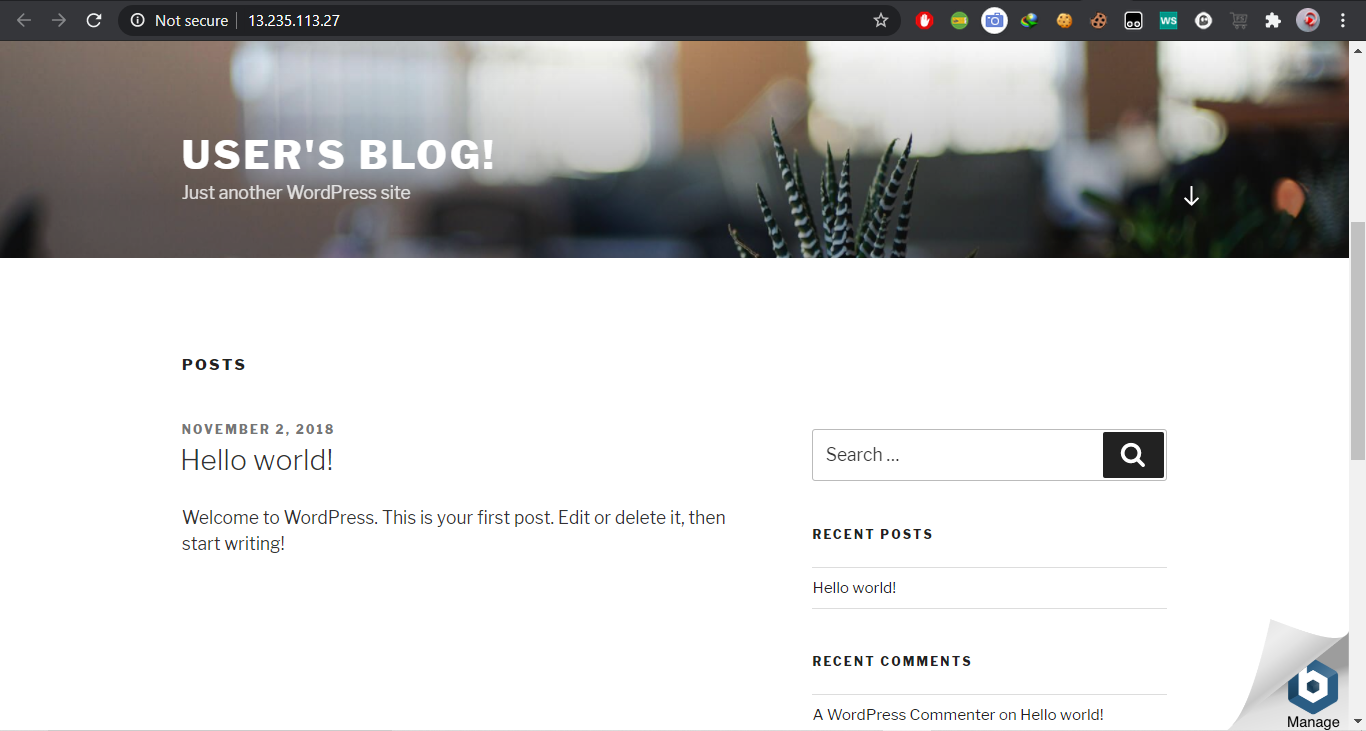 Not secure
13.235.113.27
USER'S BLOG!
Just another WordPress site
POSTS
NOVEMBER 2, 2018
Hello world!
Welcome to WordPress. This is your first post. Edit or delete it, then
start writing!
Search …
RECENT POSTS
Hello world!
RECENT COMMENTS
A WordPress Commenter on Hello world!
WS
Manage